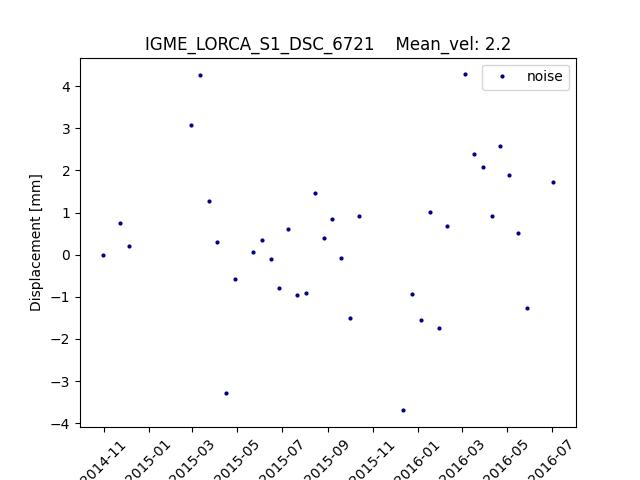 IGME_LORCA_S1_DSC_6721    Mean_vel: 2.2
noise
Displacement [mm]
4
3
2
1
0
−1
−2
−3
−4
2014-11 2015-01 2015-03 2015-05 2015-07 2015-09 2015-11 2016-01 2016-03 2016-05 2016-07